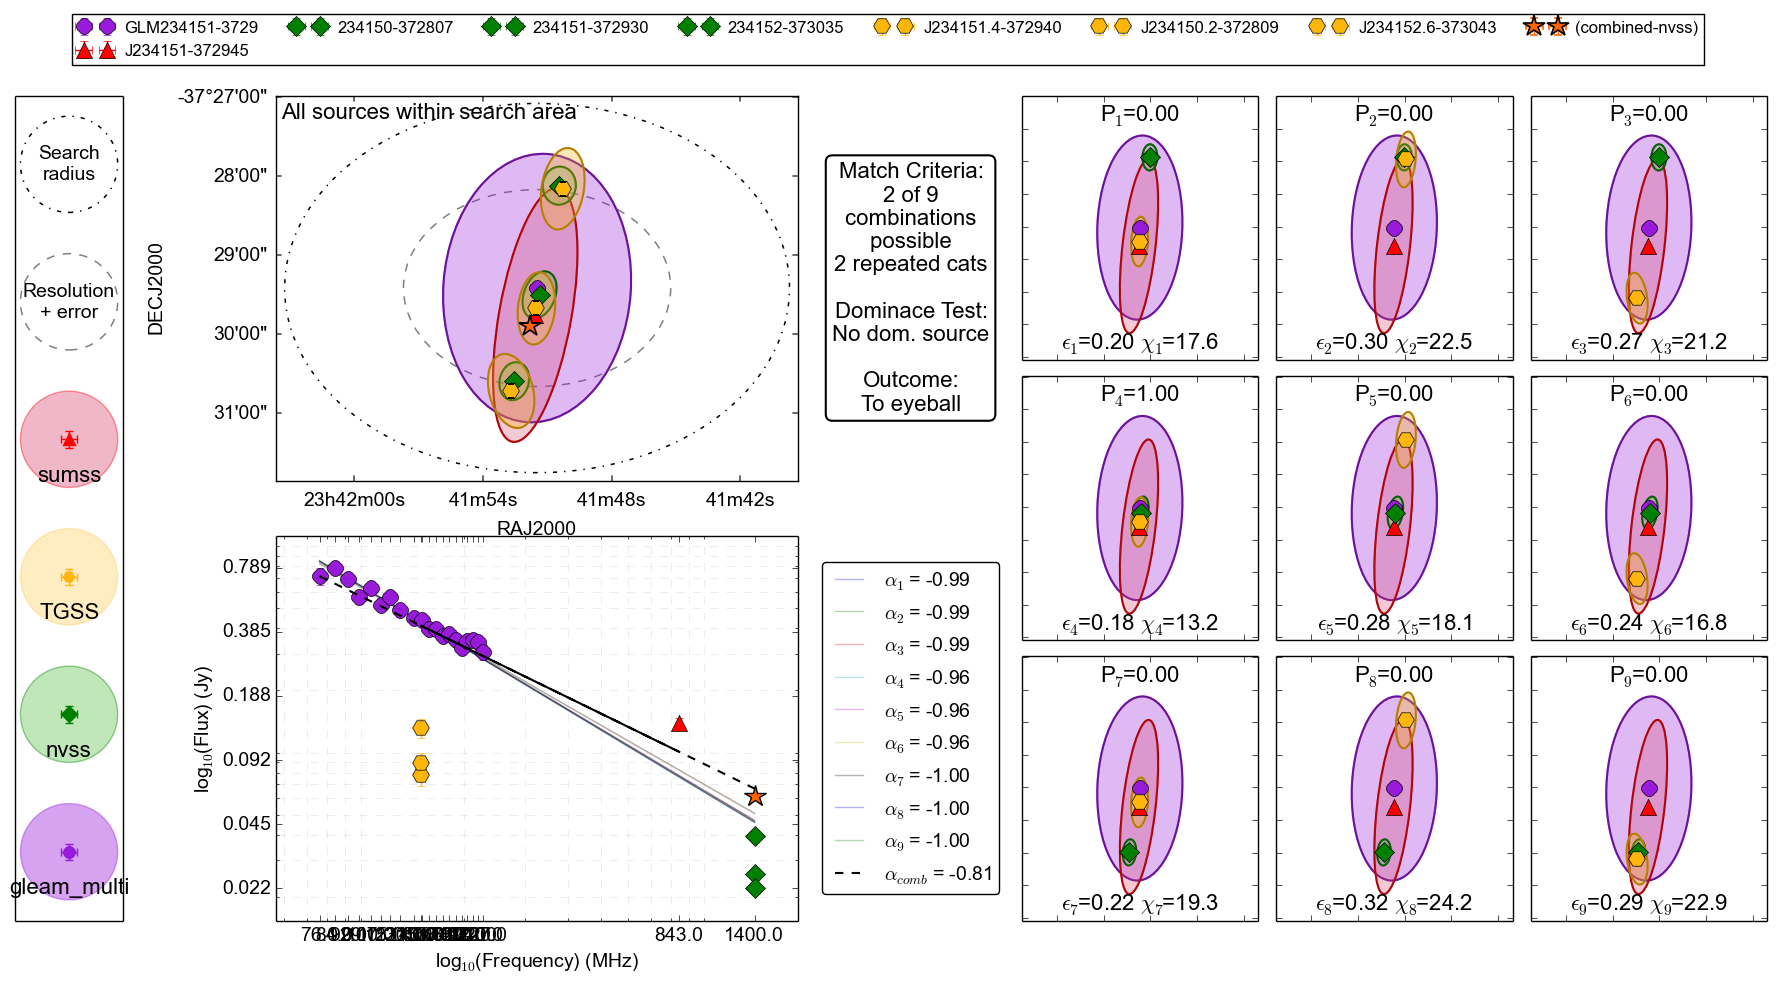 GLM234151-3729 234150-372807 234151-372930 234152-373035 J234151.4-372940 J234150.2-372809 J234152.6-373043 (combined-nvss)
J234151-372945
Search
radius
Resolution
+ error
sumss
TGSS
nvss
gleam_multi
All sources within search area
DECJ2000
-37°27'00"
28'00"
29'00"
30'00"
31'00"
23h42m00s 41m54s 41m48s 41m42s
RAJ2000
log10(Flux) (Jy)
0.789
0.385
0.188
0.092
0.045
0.022
843.0 1400.0
log10(Frequency) (MHz)
Match Criteria:
2 of 9
combinations
possible
2 repeated cats
Dominace Test:
No dom. source
Outcome:
To eyeball
α1 = -0.99
α2 = -0.99
α3 = -0.99
α4 = -0.96
α5 = -0.96
α6 = -0.96
α7 = -1.00
α8 = -1.00
α9 = -1.00
αcomb = -0.81
P1=0.00
ϵ1=0.20 χ1=17.6
P2=0.00
ϵ2=0.30 χ2=22.5
P3=0.00
ϵ3=0.27 χ3=21.2
P4=1.00
ϵ4=0.18 χ4=13.2
P5=0.00
ϵ5=0.28 χ5=18.1
P6=0.00
ϵ6=0.24 χ6=16.8
P7=0.00
ϵ7=0.22 χ7=19.3
P8=0.00
ϵ8=0.32 χ8=24.2
P9=0.00
ϵ9=0.29 χ9=22.9